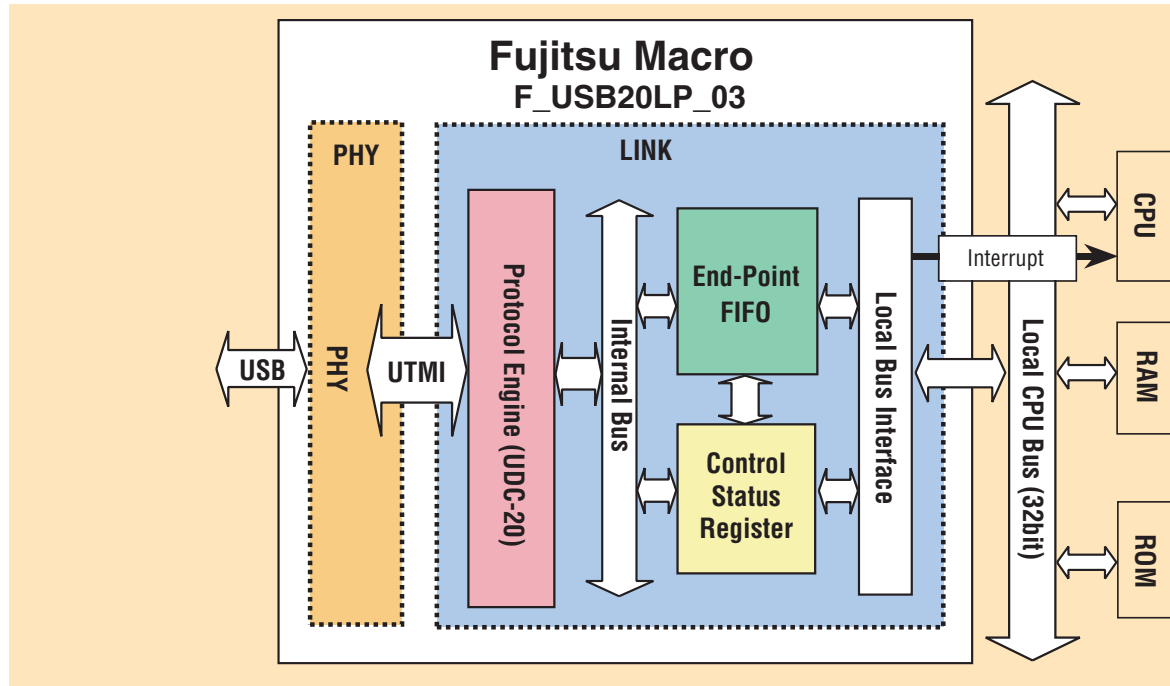 Fujitsu Macro
F_USB20LP_03
PHY
LINK
USB
PHY
UTMI
Protocol Engine (UDC-20)
Internal Bus
End-Point
FIFO
Control
Status
Register
Local Bus Interface
Interrupt
Local CPU Bus (32bit)
CPU
RAM
ROM